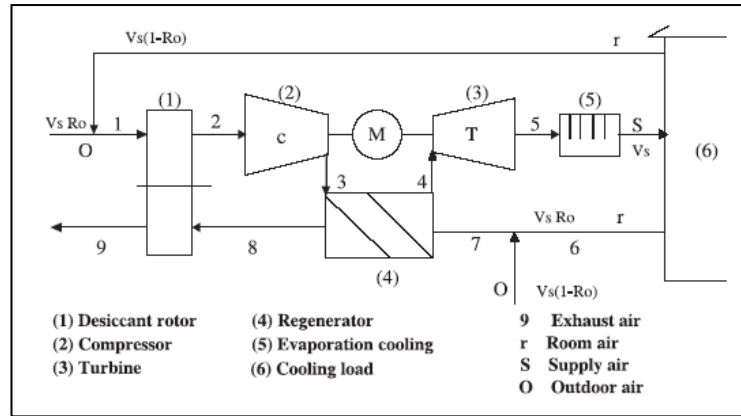 Vs(1-Ro)
r
(1)
(2)
(3)
(5)
Vs Ro
1
2
c
M
T
5
S
Vs
(6)
O
3
4
9
8
7
Vs Ro
6
r
(4)
O
Vs(1-Ro)
(1) Desiccant rotor
(4) Regenerator
9 Exhaust air
(2) Compressor
(5) Evaporation cooling
r Room air
(3) Turbine
(6) Cooling load
S Supply air
O Outdoor air